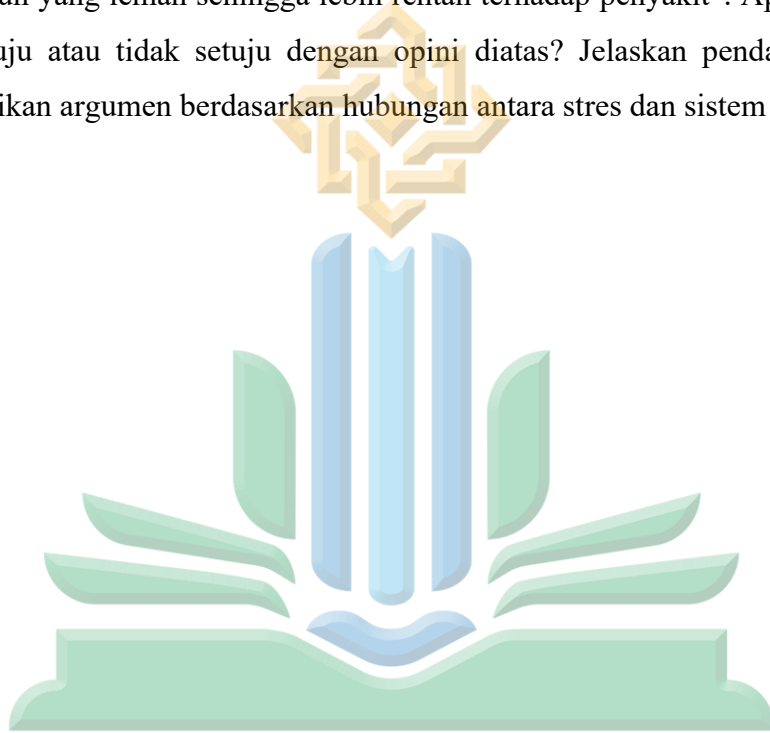 yang lemah sehingga lebih rentan terhadap penyakit". Ap
uju atau tidak setuju dengan opini diatas? Jelaskan penda
ikan argumen berdasarkan hubungan antara stres dan sistem